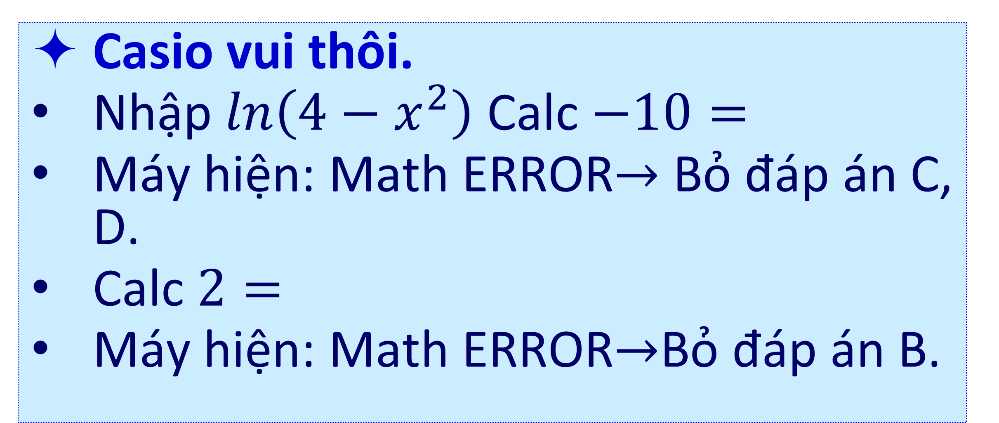 ✦ Casio vui thôi.
• Nhập ln(4 − x²) Calc −10 =
• Máy hiện: Math ERROR→ Bỏ đáp án C,
D.
• Calc 2 =
• Máy hiện: Math ERROR→Bỏ đáp án B.